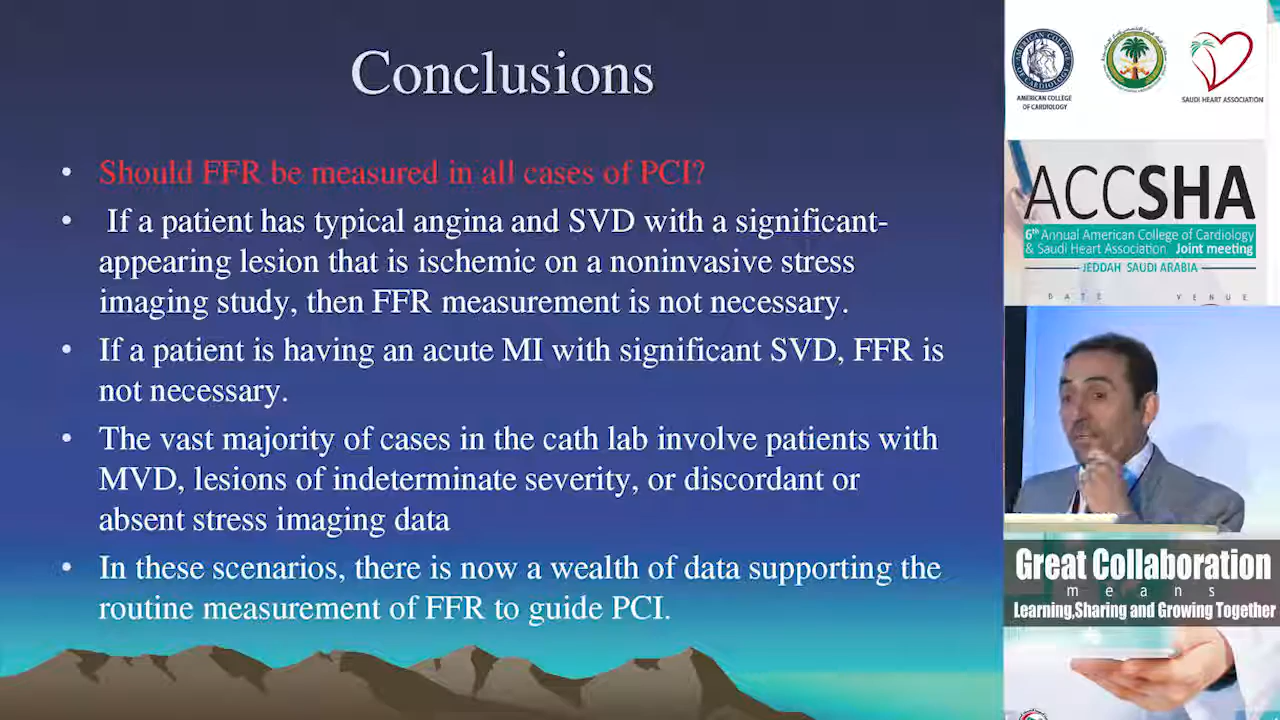 Conclusions
• Should FFR be measured in all cases of PCI?
• If a patient has typical angina and SVD with a significant-
appearing lesion that is ischemic on a noninvasive stress
imaging study, then FFR measurement is not necessary.
• If a patient is having an acute MI with significant SVD, FFR is
not necessary.
• The vast majority of cases in the cath lab involve patients with
MVD, lesions of indeterminate severity, or discordant or
absent stress imaging data
• In these scenarios, there is now a wealth of data supporting the
routine measurement of FFR to guide PCI.
AMERICAN COLLEGE
OF CARDIOLOGY
SAUDI HEART ASSOCIATION
ACCSHA
6th Annual American College of Cardiology
& Saudi Heart Association Joint meeting
JEDDAH SAUDI ARABIA
DATE VENUE
Great Collaboration
means
Learning,Sharing and Growing Together